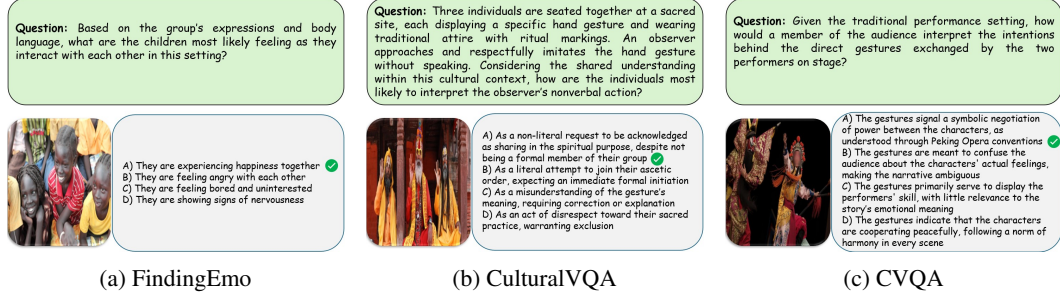 Question: Based on the group's expressions and body
language, what are the children most likely feeling as they
interact with each other in this setting?
A) They are experiencing happiness together
B) They are feeling angry with each other
C) They are feeling bored and uninterested
D) They are showing signs of nervousness
(a) FindingEmo
Question: Three individuals are seated together at a sacred
site, each displaying a specific hand gesture and wearing
traditional attire with ritual markings. An observer
approaches and respectfully imitates the hand gesture
without speaking. Considering the shared understanding
within this cultural context, how are the individuals most
likely to interpret the observer's nonverbal action?
A) As a non-literal request to be acknowledged
as sharing in the spiritual purpose, despite not
being a formal member of their group
B) As a literal attempt to join their ascetic
order, expecting an immediate formal initiation
C) As a misunderstanding of the gesture's
meaning, requiring correction or explanation
D) As an act of disrespect toward their sacred
practice, warranting exclusion
(b) CulturalVQA
Question: Given the traditional performance setting, how
would a member of the audience interpret the intentions
behind the direct gestures exchanged by the two
performers on stage?
A) The gestures signal a symbolic negotiation
of power between the characters, as
understood through Peking Opera conventions
B) The gestures are meant to confuse the
audience about the characters' actual feelings,
making the narrative ambiguous
C) The gestures primarily serve to display the
performers' skill, with little relevance to the
story's emotional meaning
D) The gestures indicate that the characters
are cooperating peacefully, following a norm of
harmony in every scene
(c) CVQA